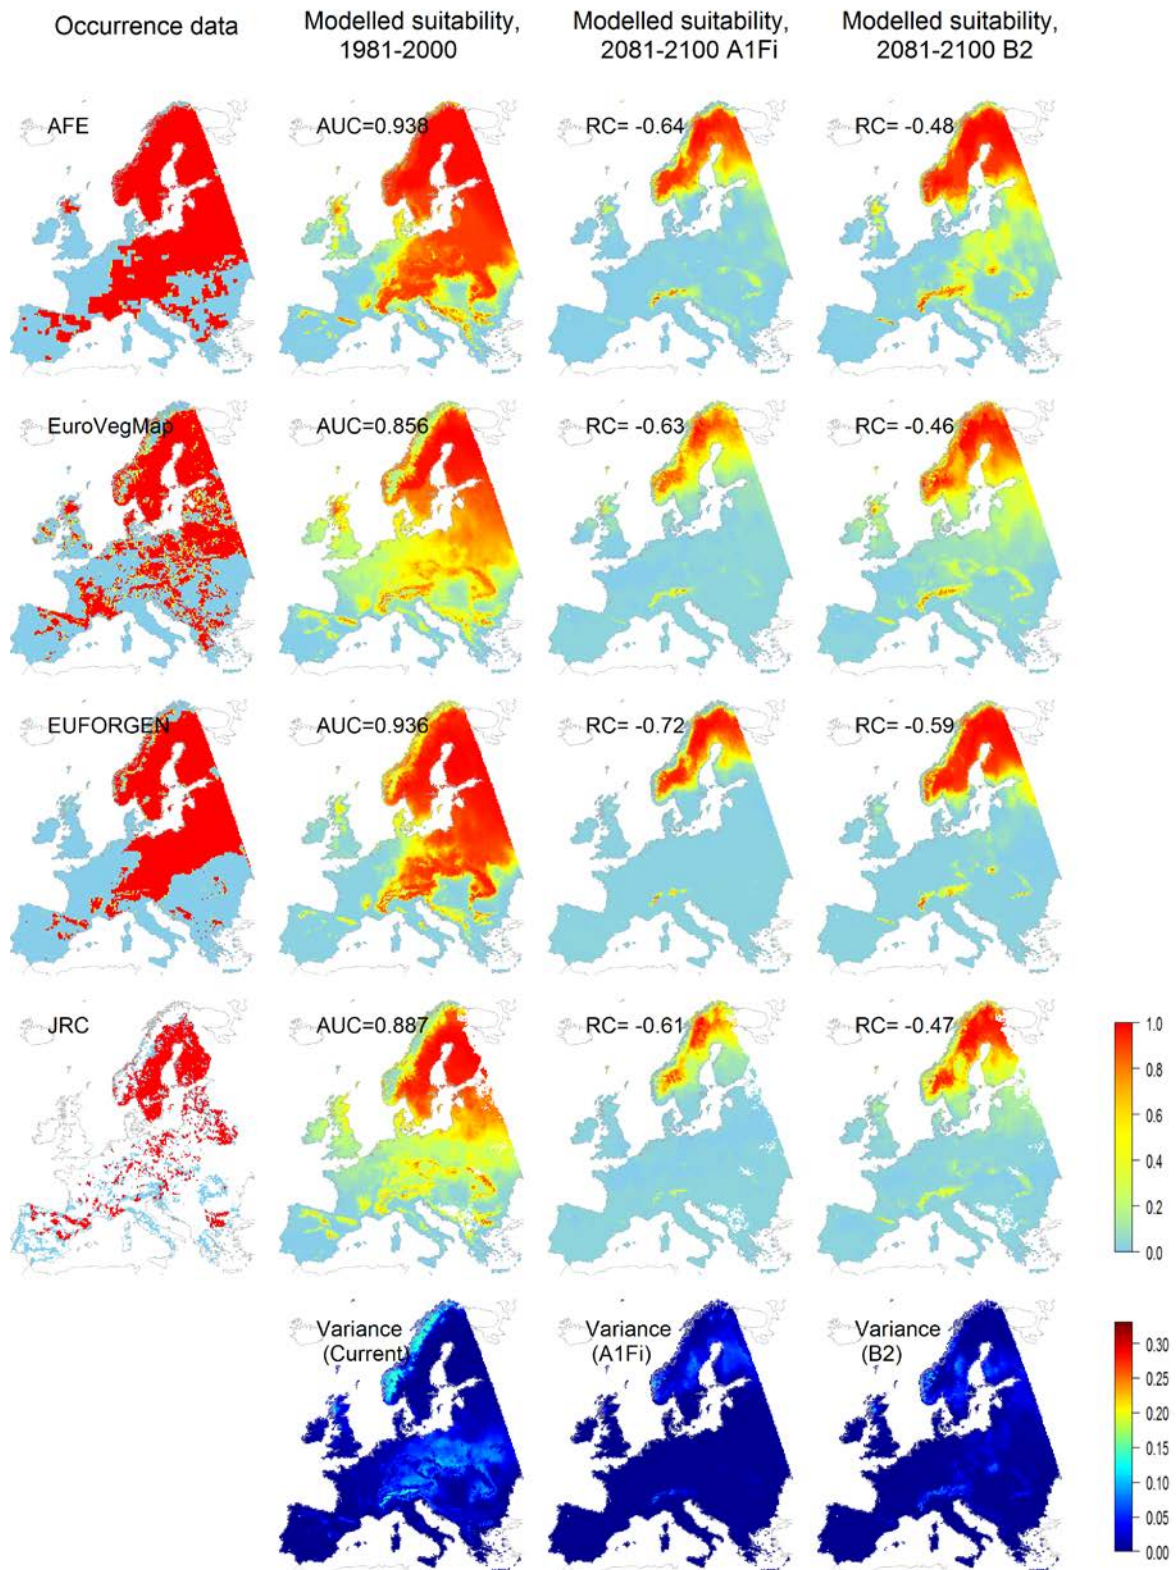 Occurrence data
Modelled suitability,
1981-2000
Modelled suitability,
2081-2100 A1Fi
Modelled suitability,
2081-2100 B2
AFE
AUC=0.938
RC= -0.64
RC= -0.48
EuroVegMap
AUC=0.856
RC= -0.63
RC= -0.46
EUFORGEN
AUC=0.936
RC= -0.72
RC= -0.59
JRC
AUC=0.887
RC= -0.61
RC= -0.47
1.0
0.8
0.6
0.4
0.2
0.0
Variance
(Current)
Variance
(A1Fi)
Variance
(B2)
0.30
0.25
0.20
0.15
0.10
0.05
0.00